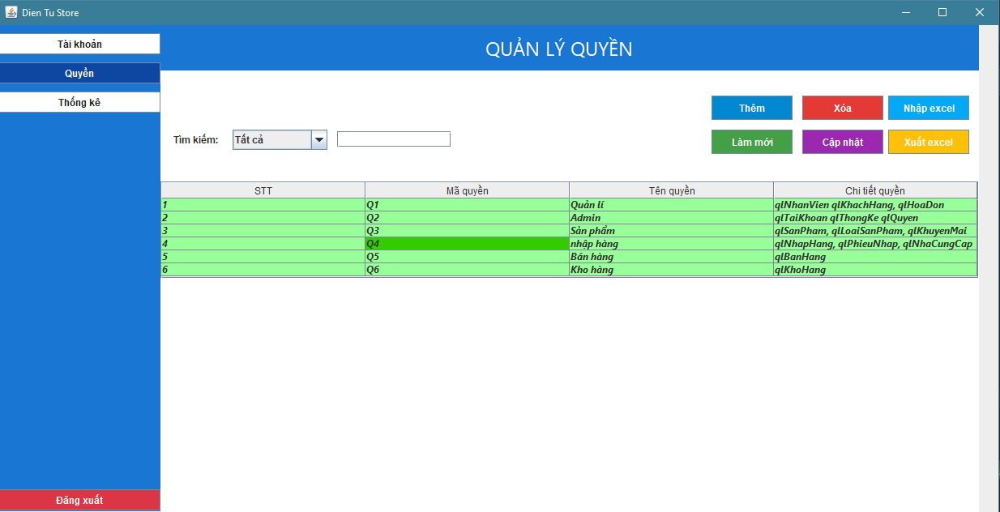 Dien Tu Store
Tài khoản
Quyền
Thống kê
Đăng xuất
QUẢN LÝ QUYỀN
Tìm kiếm: Tất cả
Thêm Xóa Nhập excel
Làm mới Cập nhật Xuất excel
STT Mã quyền Tên quyền Chi tiết quyền
1 Q1 Quản lí qlNhanVien qlKhachHang, qlHoaDon
2 Q2 Admin qlTaiKhoan qlThongKe qlQuyen
3 Q3 Sản phẩm qlSanPham, qlLoaiSanPham, qlKhuyenMai
4 Q4 nhập hàng qlNhapHang, qlPhieuNhap, qlNhaCungCap
5 Q5 Bán hàng qlBanHang
6 Q6 Kho hàng qlKhoHang